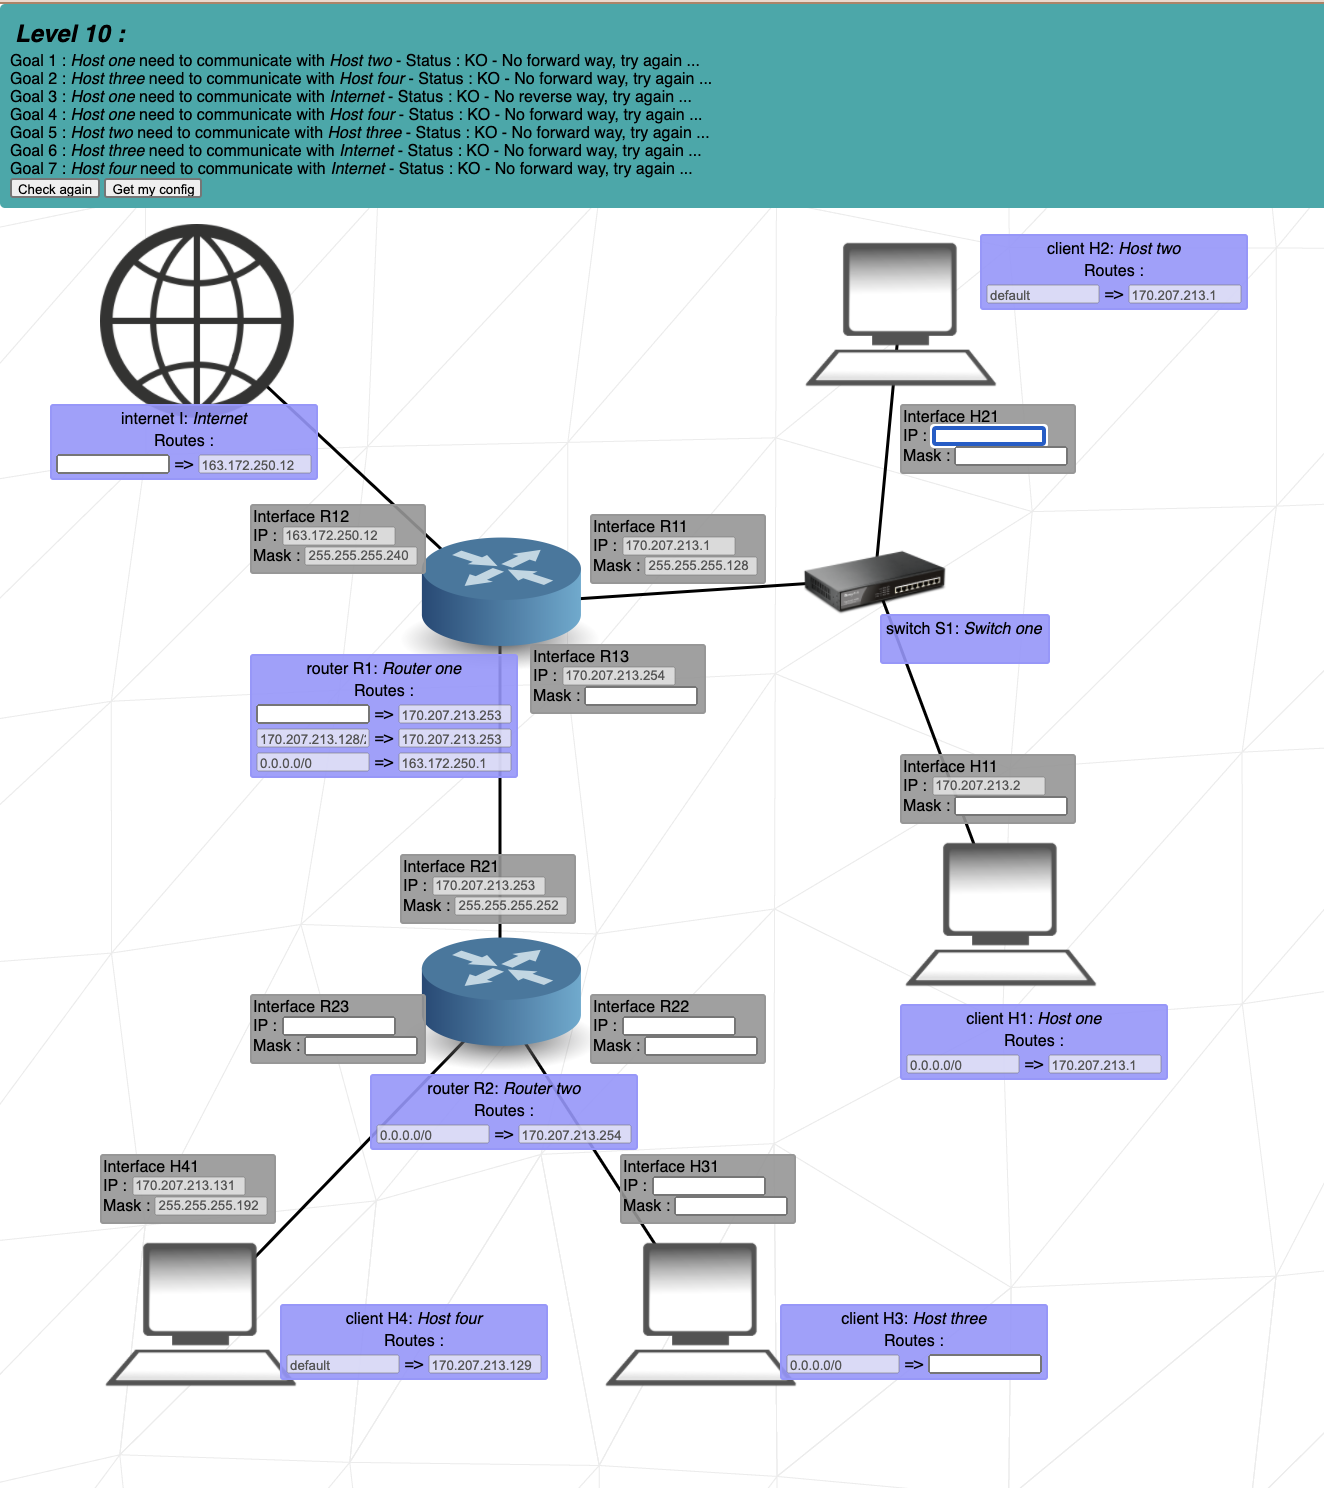 Level 10 :
Goal 1 : Host one need to communicate with Host two - Status : KO - No forward way, try again ...
Goal 2 : Host three need to communicate with Host four - Status : KO - No forward way, try again ...
Goal 3 : Host one need to communicate with Internet - Status : KO - No reverse way, try again ...
Goal 4 : Host one need to communicate with Host four - Status : KO - No forward way, try again ...
Goal 5 : Host two need to communicate with Host three - Status : KO - No forward way, try again ...
Goal 6 : Host three need to communicate with Internet - Status : KO - No forward way, try again ...
Goal 7 : Host four need to communicate with Internet - Status : KO - No forward way, try again ...
Check again Get my config
client H2: Host two
Routes :
default => 170.207.213.1
internet I: Internet
Routes :
=> 163.172.250.12
Interface H21
IP :
Mask :
Interface R12
IP : 163.172.250.12
Mask : 255.255.255.240
Interface R11
IP : 170.207.213.1
Mask : 255.255.255.128
switch S1: Switch one
Interface R13
IP : 170.207.213.254
Mask :
router R1: Router one
Routes :
=> 170.207.213.253
170.207.213.128/ => 170.207.213.253
0.0.0.0/0 => 163.172.250.1
Interface H11
IP : 170.207.213.2
Mask :
Interface R21
IP : 170.207.213.253
Mask : 255.255.255.252
Interface R23
IP :
Mask :
Interface R22
IP :
Mask :
client H1: Host one
Routes :
0.0.0.0/0 => 170.207.213.1
router R2: Router two
Routes :
0.0.0.0/0 => 170.207.213.254
Interface H41
IP : 170.207.213.131
Mask : 255.255.255.192
Interface H31
IP :
Mask :
client H4: Host four
Routes :
default => 170.207.213.129
client H3: Host three
Routes :
0.0.0.0/0 =>